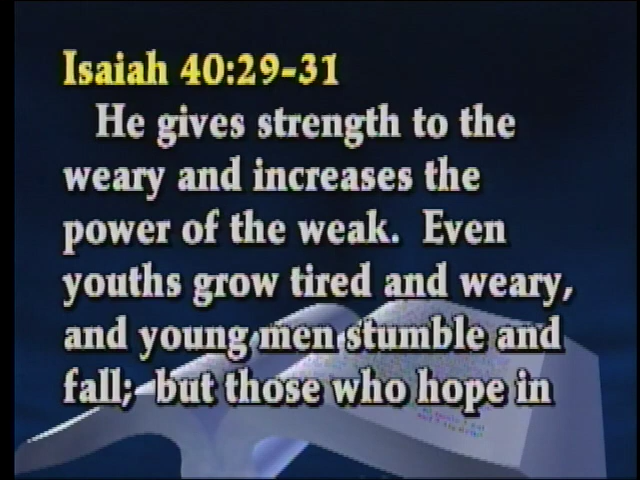 Isaiah 40:29-31
He gives strength to the
weary and increases the
power of the weak. Even
youths grow tired and weary,
and young men stumble and
fall; but those who hope in